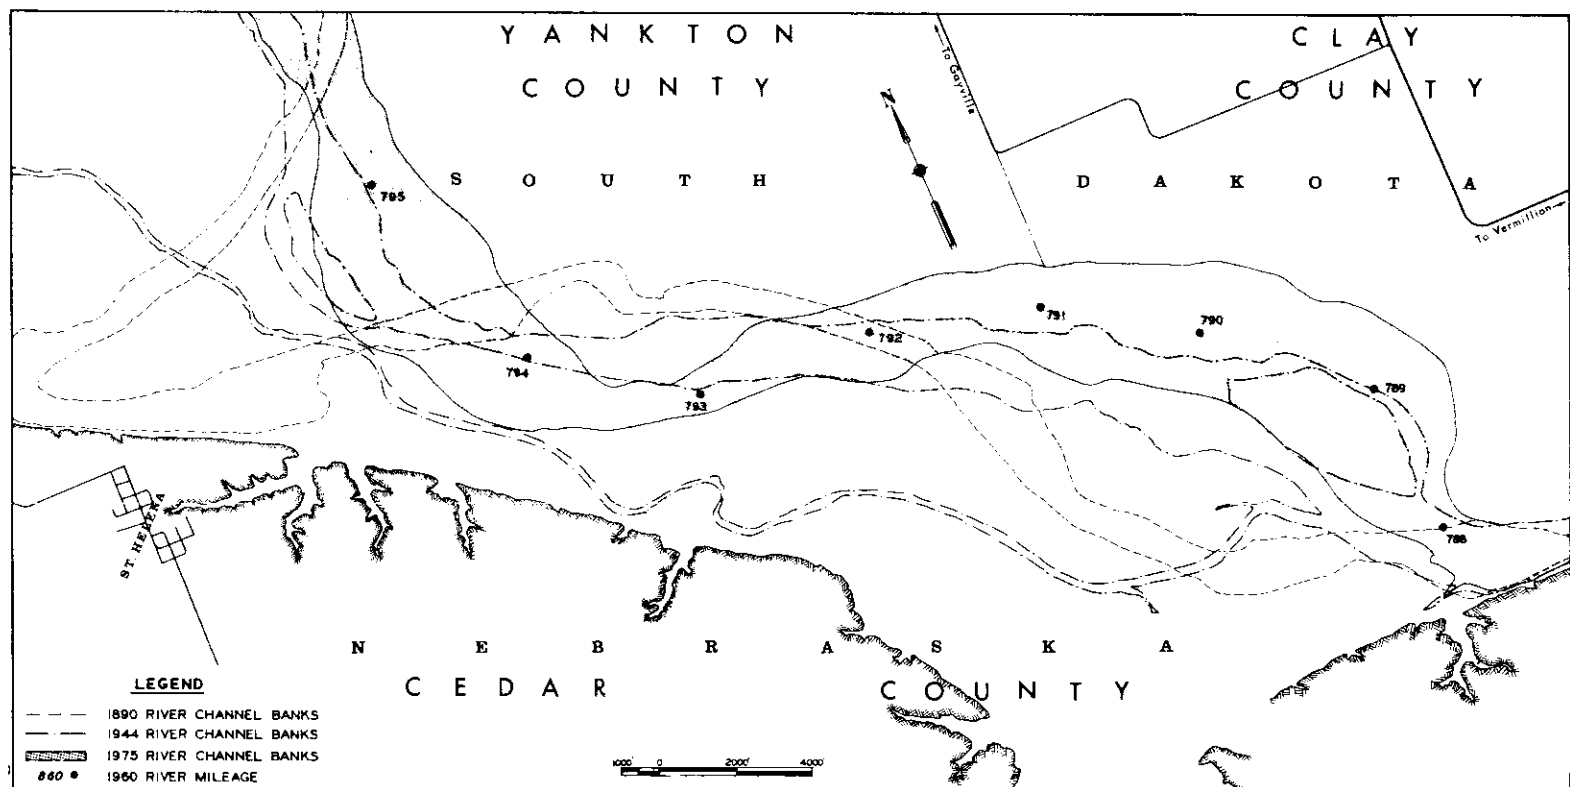 YANKTON
COUNTY
CLAY
COUNTY
To Gayville
N
SOUTH
DAKOTA
To Vermillion
795
794
793
792
791
790
789
788
ST. HELENA
NEBRASKA
CEDAR
COUNTY
LEGEND
1890 RIVER CHANNEL BANKS
1944 RIVER CHANNEL BANKS
1975 RIVER CHANNEL BANKS
860 • 1960 RIVER MILEAGE
1000' 0 2000' 4000'